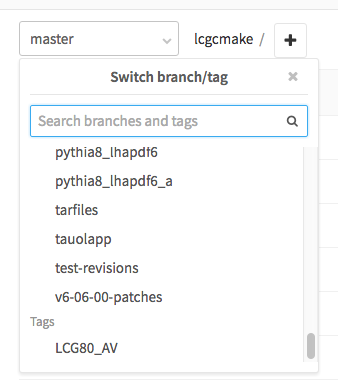 master
lcgcmake /
Switch branch/tag
Search branches and tags
pythia8_lhapdf6
pythia8_lhapdf6_a
tarfiles
tauolapp
test-revisions
v6-06-00-patches
Tags
LCG80_AV